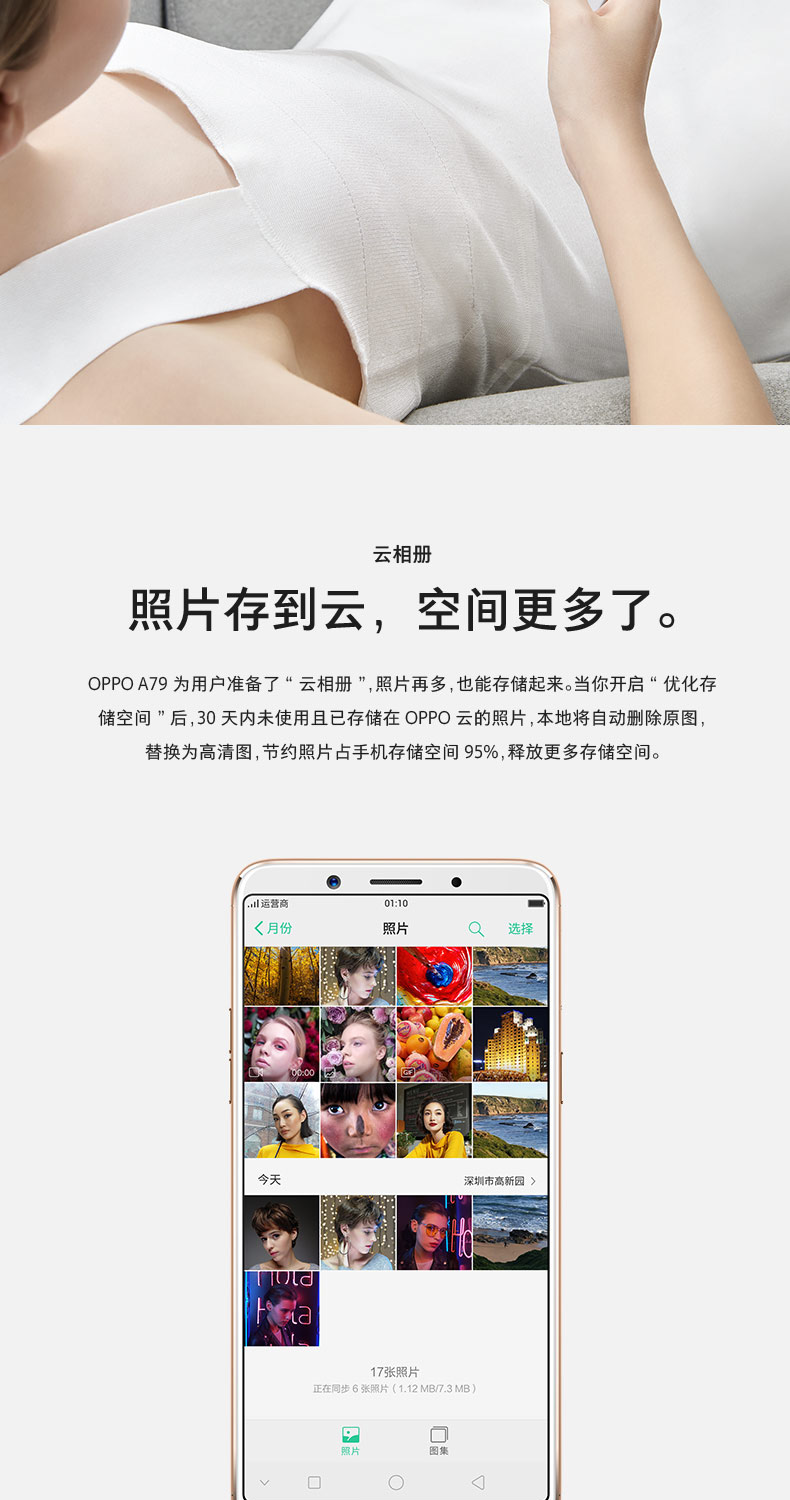 云相册
照片存到云，空间更多了。
OPPO A79 为用户准备了“云相册”，照片再多，也能存储起来。当你开启“优化存
储空间”后，30 天内未使用且已存储在 OPPO 云的照片，本地将自动删除原图，
替换为高清图，节约照片占手机存储空间 95%，释放更多存储空间。
运营商 01:10
月份 照片 选择
00:00 GIF
今天 深圳市高新园
Hola
Hola
17张照片
正在同步 6 张照片（1.12 MB/7.3 MB）
照片 图集